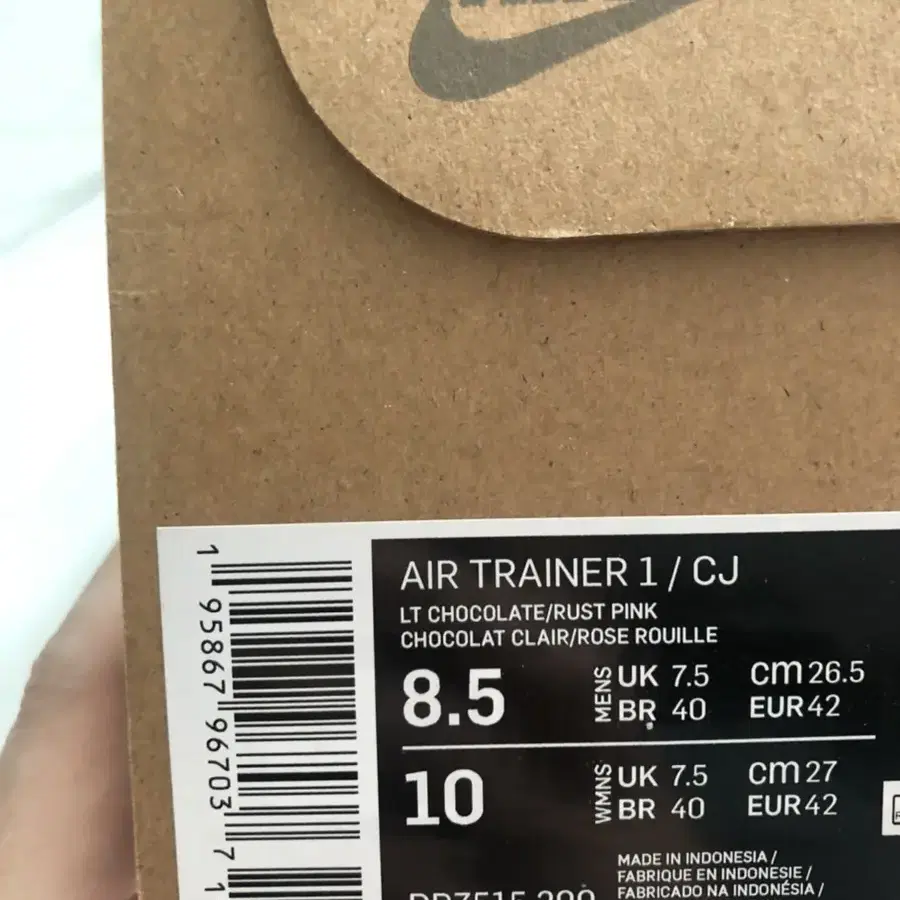 AIR TRAINER 1 / CJ
LT CHOCOLATE/RUST PINK
CHOCOLAT CLAIR/ROSE ROUILLE
8.5 MENS UK 7.5 cm 26.5
BR 40 EUR 42
10 WMNS UK 7.5 cm 27
BR 40 EUR 42
MADE IN INDONESIA /
FABRIQUE EN INDONESIE /
FABRICADO NA INDONÉSIA /
1 95867 96703 7